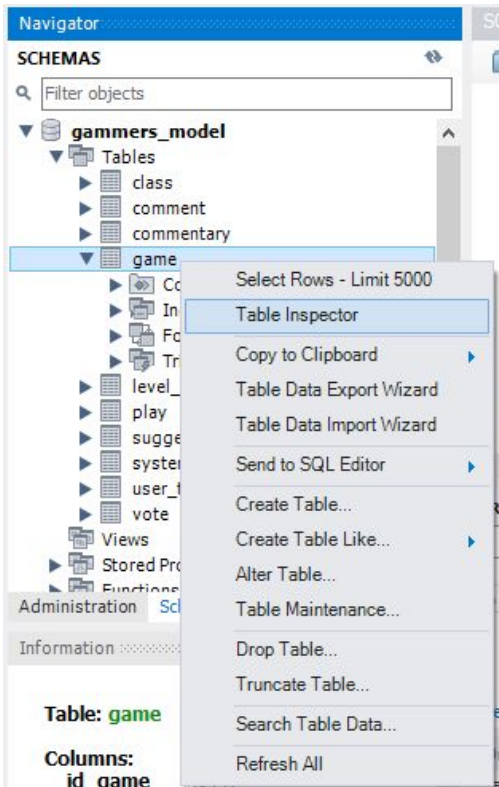 Navigator
SCHEMAS
Filter objects
gammers_model
Tables
class
comment
commentary
game
Select Rows - Limit 5000
Table Inspector
Copy to Clipboard
Table Data Export Wizard
Table Data Import Wizard
Send to SQL Editor
Create Table...
Create Table Like...
Alter Table...
Table Maintenance...
Drop Table...
Truncate Table...
Search Table Data...
Refresh All
level_
play
vote
Views
Administration
Information
Table: game
Columns:
id_game